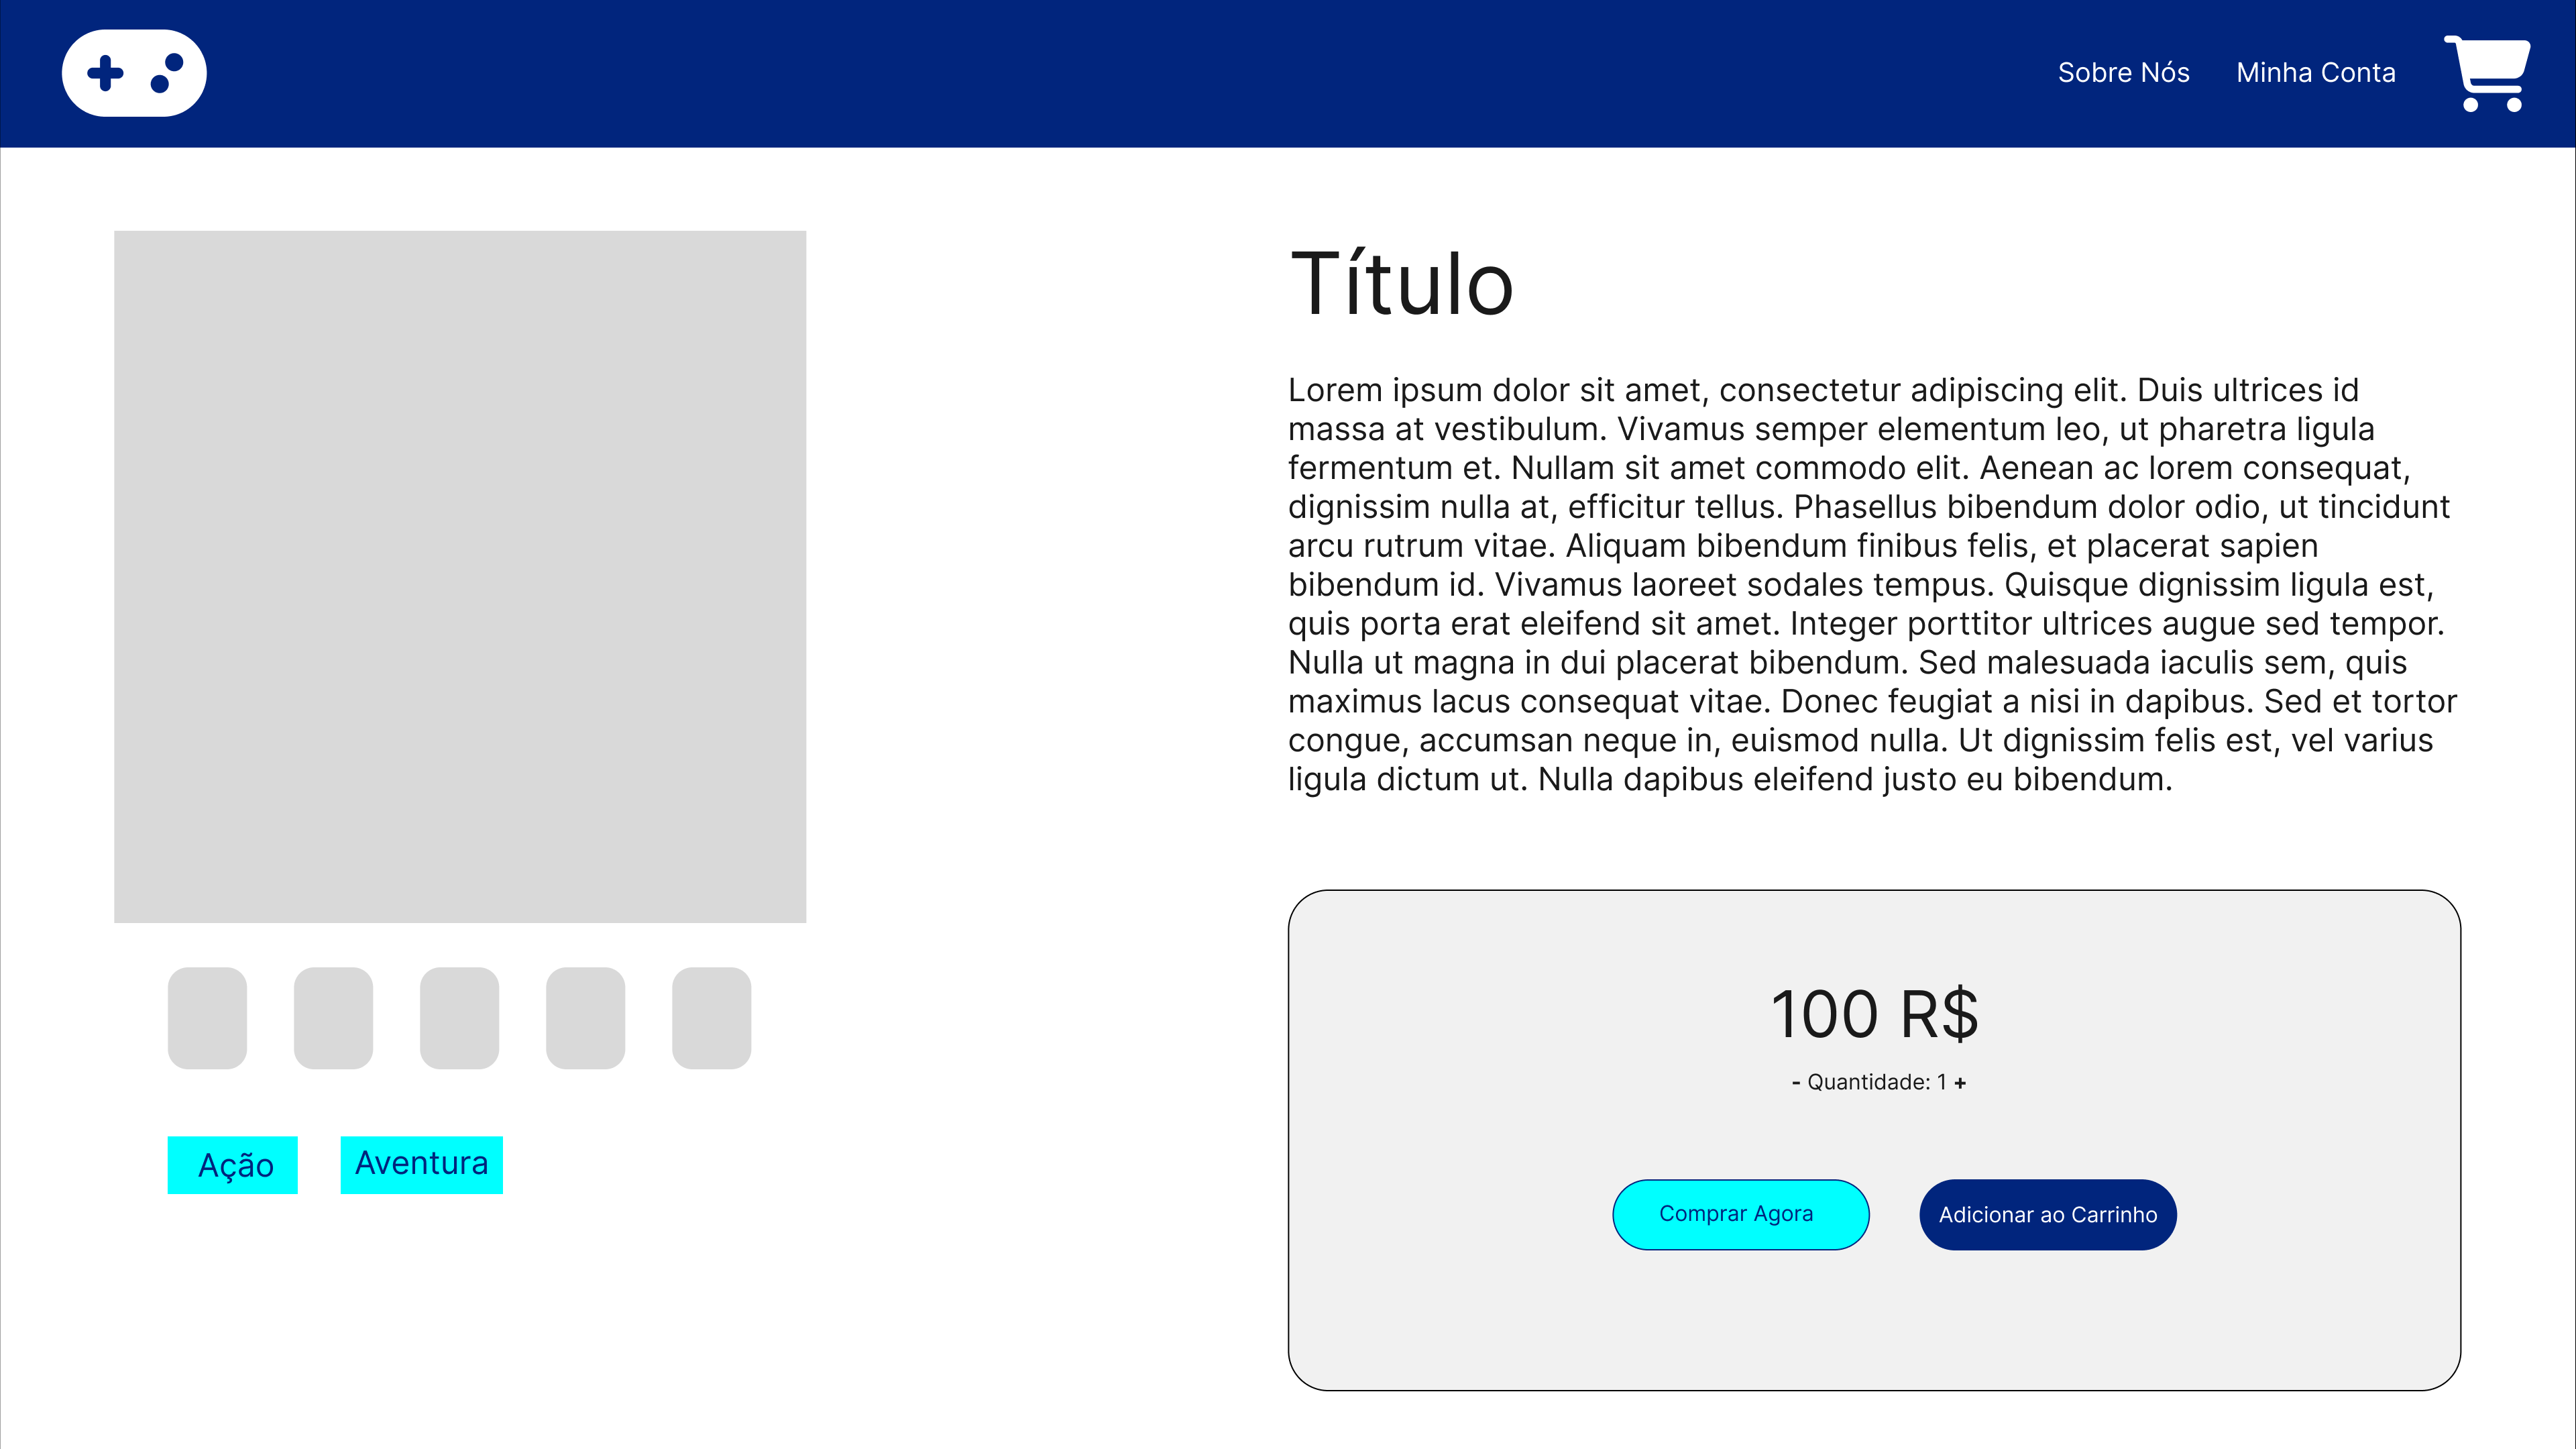 Sobre Nós
Minha Conta
Título
Lorem ipsum dolor sit amet, consectetur adipiscing elit. Duis ultrices id
massa at vestibulum. Vivamus semper elementum leo, ut pharetra ligula
fermentum et. Nullam sit amet commodo elit. Aenean ac lorem consequat,
dignissim nulla at, efficitur tellus. Phasellus bibendum dolor odio, ut tincidunt
arcu rutrum vitae. Aliquam bibendum finibus felis, et placerat sapien
bibendum id. Vivamus laoreet sodales tempus. Quisque dignissim ligula est,
quis porta erat eleifend sit amet. Integer porttitor ultrices augue sed tempor.
Nulla ut magna in dui placerat bibendum. Sed malesuada iaculis sem, quis
maximus lacus consequat vitae. Donec feugiat a nisi in dapibus. Sed et tortor
congue, accumsan neque in, euismod nulla. Ut dignissim felis est, vel varius
ligula dictum ut. Nulla dapibus eleifend justo eu bibendum.
100 R$
- Quantidade: 1 +
Comprar Agora
Adicionar ao Carrinho
Ação
Aventura